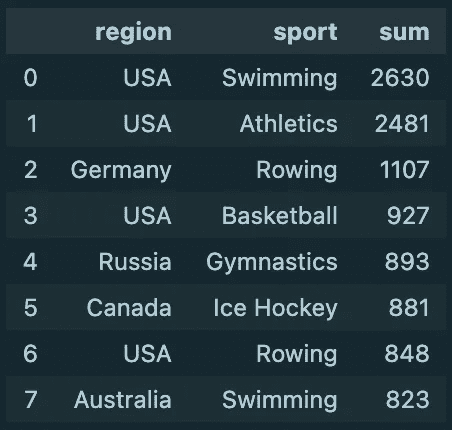 region sport sum
0 USA Swimming 2630
1 USA Athletics 2481
2 Germany Rowing 1107
3 USA Basketball 927
4 Russia Gymnastics 893
5 Canada Ice Hockey 881
6 USA Rowing 848
7 Australia Swimming 823